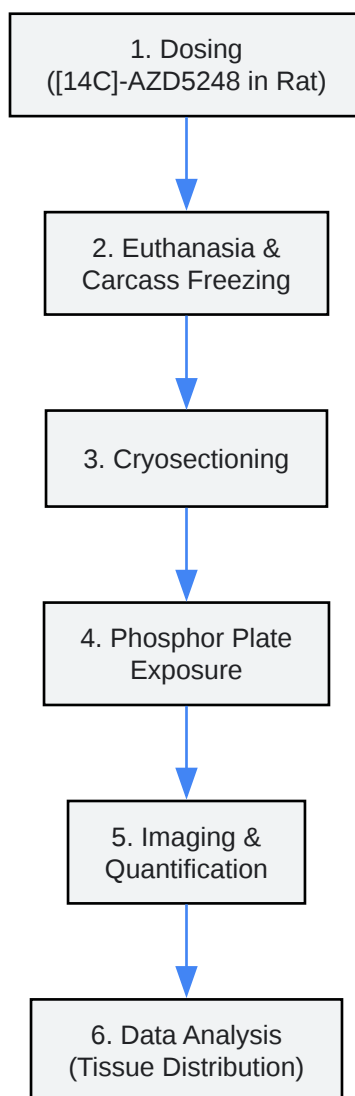 1. Dosing
([14C]-AZD5248 in Rat)
2. Euthanasia &
Carcass Freezing
3. Cryosectioning
4. Phosphor Plate
Exposure
5. Imaging &
Quantification
6. Data Analysis
(Tissue Distribution)